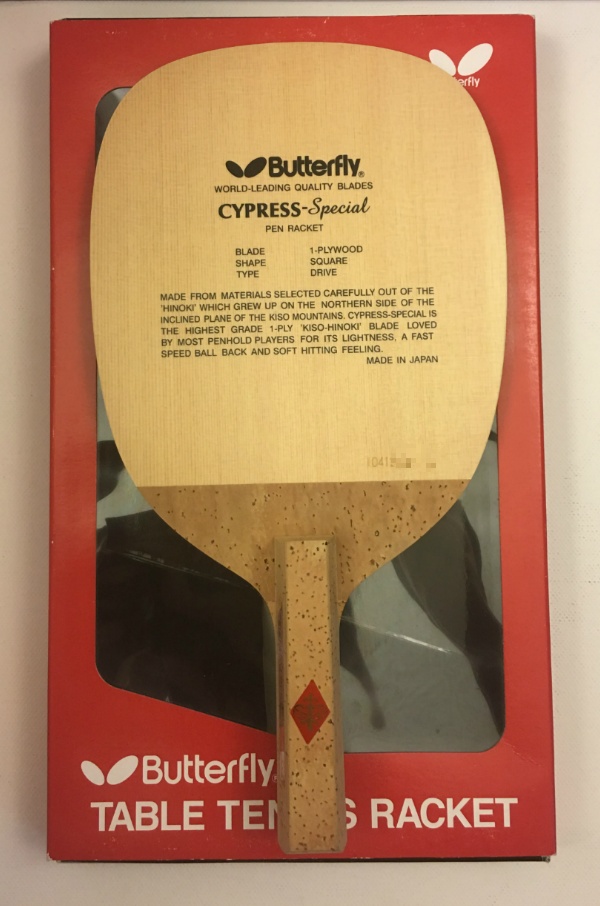 Butterfly
Butterfly®
WORLD-LEADING QUALITY BLADES
CYPRESS-Special
PEN RACKET
BLADE 1-PLYWOOD
SHAPE SQUARE
TYPE DRIVE
MADE FROM MATERIALS SELECTED CAREFULLY OUT OF THE
'HINOKI' WHICH GREW UP ON THE NORTHERN SIDE OF THE
INCLINED PLANE OF THE KISO MOUNTAINS. CYPRESS-SPECIAL IS
THE HIGHEST GRADE 1-PLY 'KISO-HINOKI' BLADE LOVED
BY MOST PENHOLD PLAYERS FOR ITS LIGHTNESS, A FAST
SPEED BALL BACK AND SOFT HITTING FEELING.
MADE IN JAPAN
Butterfly
TABLE TENNIS RACKET